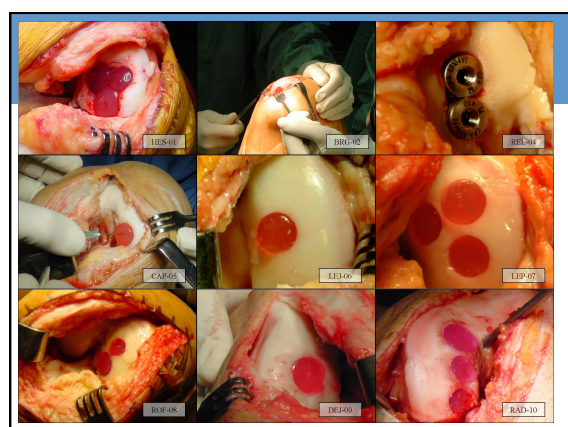 HES-01
BRG-02
REL-04
CAP-05
LEJ-06
LEP-07
ROF-08
DEJ-09
RAD-10